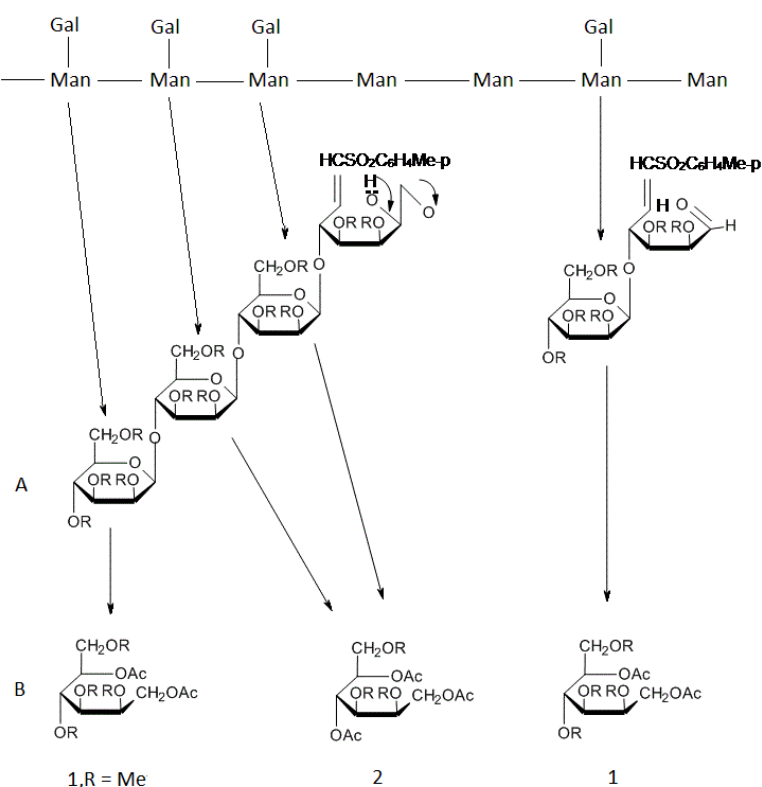 Gal Gal Gal Gal
Man Man Man Man Man Man Man
HCSO2C6H4Me-p HCSO2C6H4Me-p
H
O
O
OR RO
H O
OR RO
H
CH2OR O
O
OR RO
CH2OR O
O
OR RO
OR
CH2OR O
O
OR RO
CH2OR O
O
OR RO
OR
A
B
CH2OR
OAc
OR RO CH2OAc
OR
CH2OR
OAc
OR RO CH2OAc
OAc
CH2OR
OAc
OR RO CH2OAc
OR
1,R = Me 2 1